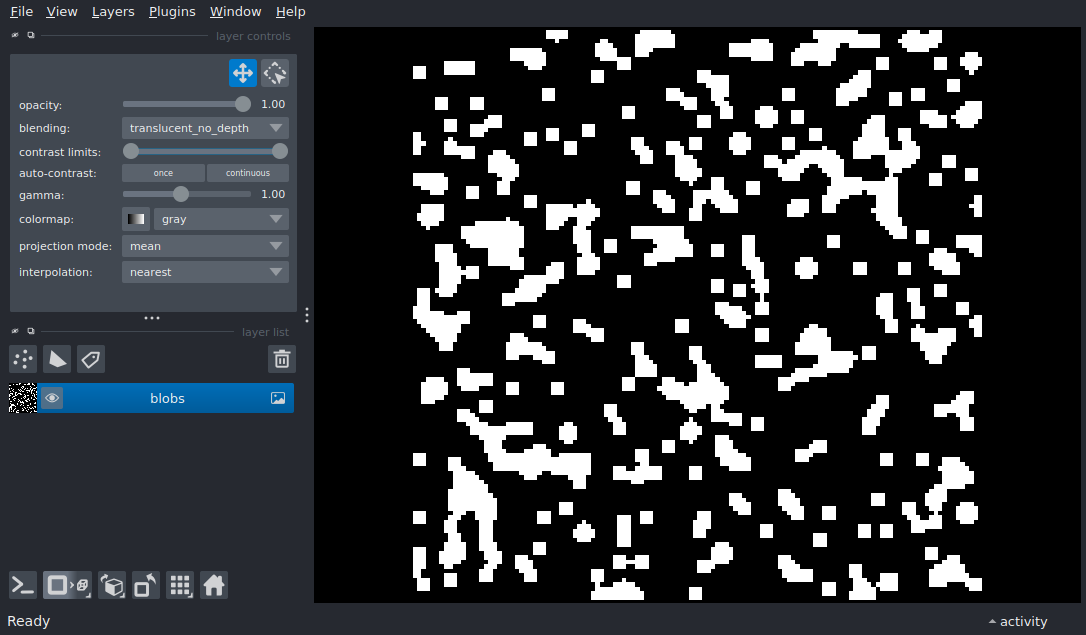 File View Layers Plugins Window Help
layer controls
opacity: 1.00
blending: translucent_no_depth
contrast limits:
auto-contrast: once continuous
gamma: 1.00
colormap: gray
projection mode: mean
interpolation: nearest
layer list
blobs
Ready
activity